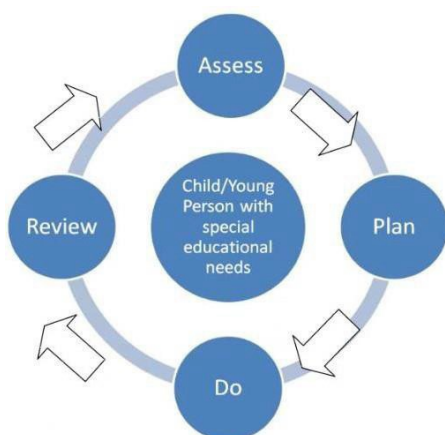 Assess
Child/Young
Person with
special
educational
needs
Review
Plan
Do